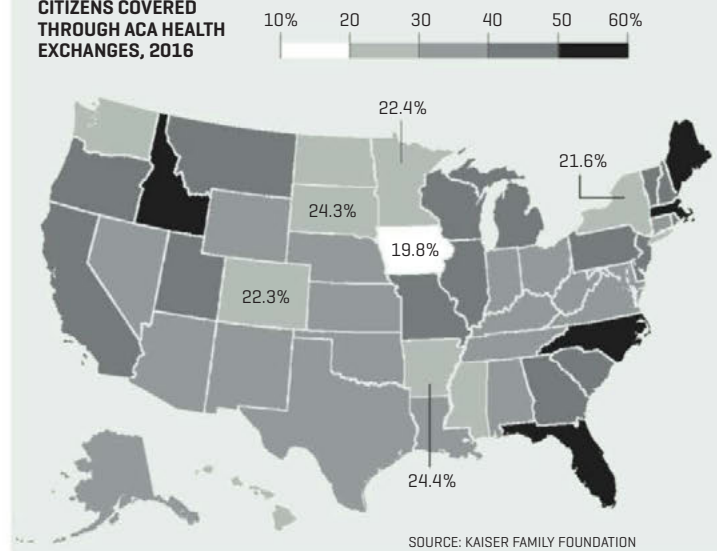 CITIZENS COVERED
THROUGH ACA HEALTH
EXCHANGES, 2016
10% 20 30 40 50 60%
22.4%
21.6%
24.3%
19.8%
22.3%
24.4%
SOURCE: KAISER FAMILY FOUNDATION